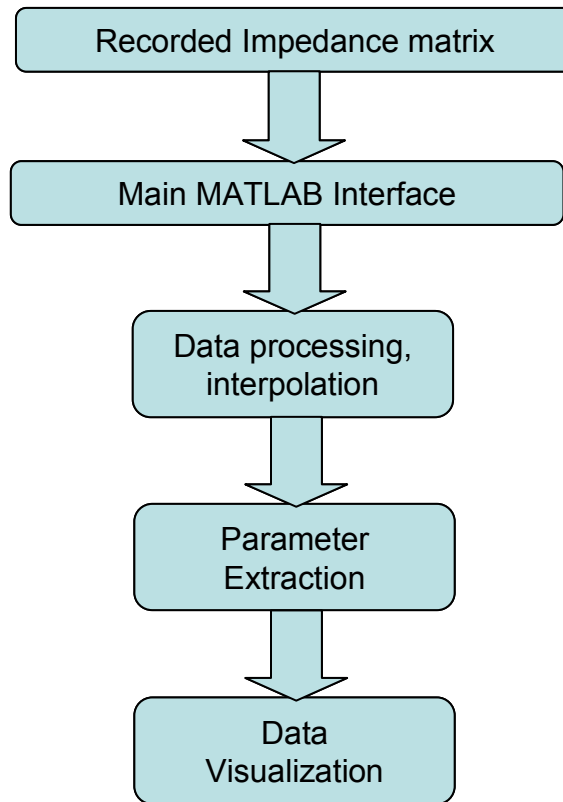 Recorded Impedance matrix
Main MATLAB Interface
Data processing,
interpolation
Parameter
Extraction
Data
Visualization